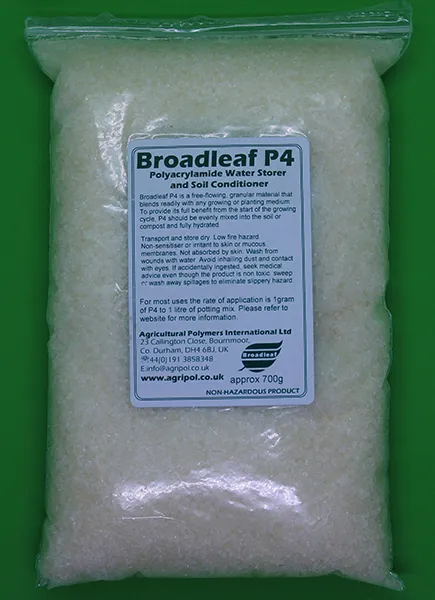 Broadleaf P4
Polyacrylamide Water Storer
and Soil Conditioner
Broadleaf P4 is a free-flowing, granular material that
blends readily with any growing or planting medium.
To provide its full benefit from the start of the growing
cycle, P4 should be evenly mixed into the soil or
compost and fully hydrated.
Transport and store dry. Low fire hazard.
Non-sensitiser or irritant to skin or mucous
membranes. Not absorbed by skin. Wash from
wounds with water. Avoid inhaling dust and contact
with eyes. If accidentally ingested, seek medical
advice even though the product is non toxic. sweep
or wash away spillages to eliminate slippery hazard.
For most uses the rate of application is 1gram
of P4 to 1 litre of potting mix. Please refer to
website for more information.
Agricultural Polymers International Ltd
23 Callington Close, Bournmoor,
Co. Durham, DH4 6BJ, UK
44(0)191 3858348
E:info@agripol.co.uk
www.agripol.co.uk
Broadleaf
approx 700g
NON-HAZARDOUS PRODUCT